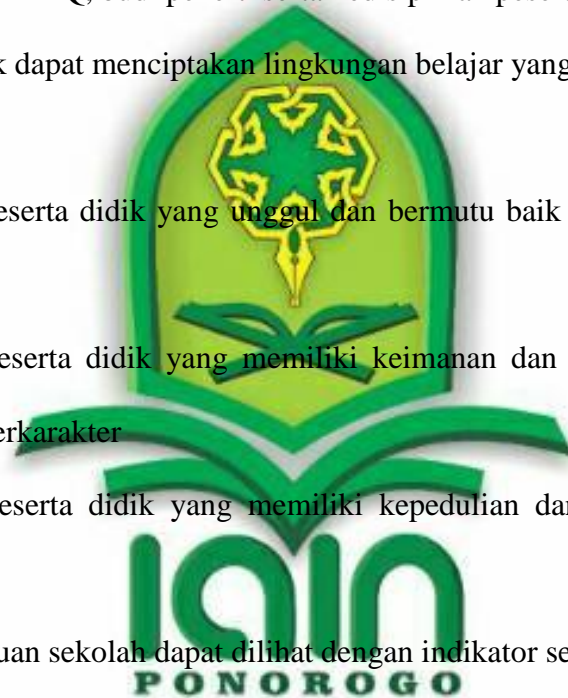 dapat menciptakan lingkungan belajar yang
eserta didik yang unggul dan bermutu baik
eserta didik yang memiliki keimanan dan
erkarakter
eserta didik yang memiliki kepedulian dan
uan sekolah dapat dilihat dengan indikator se
IAIN
PONOROGO